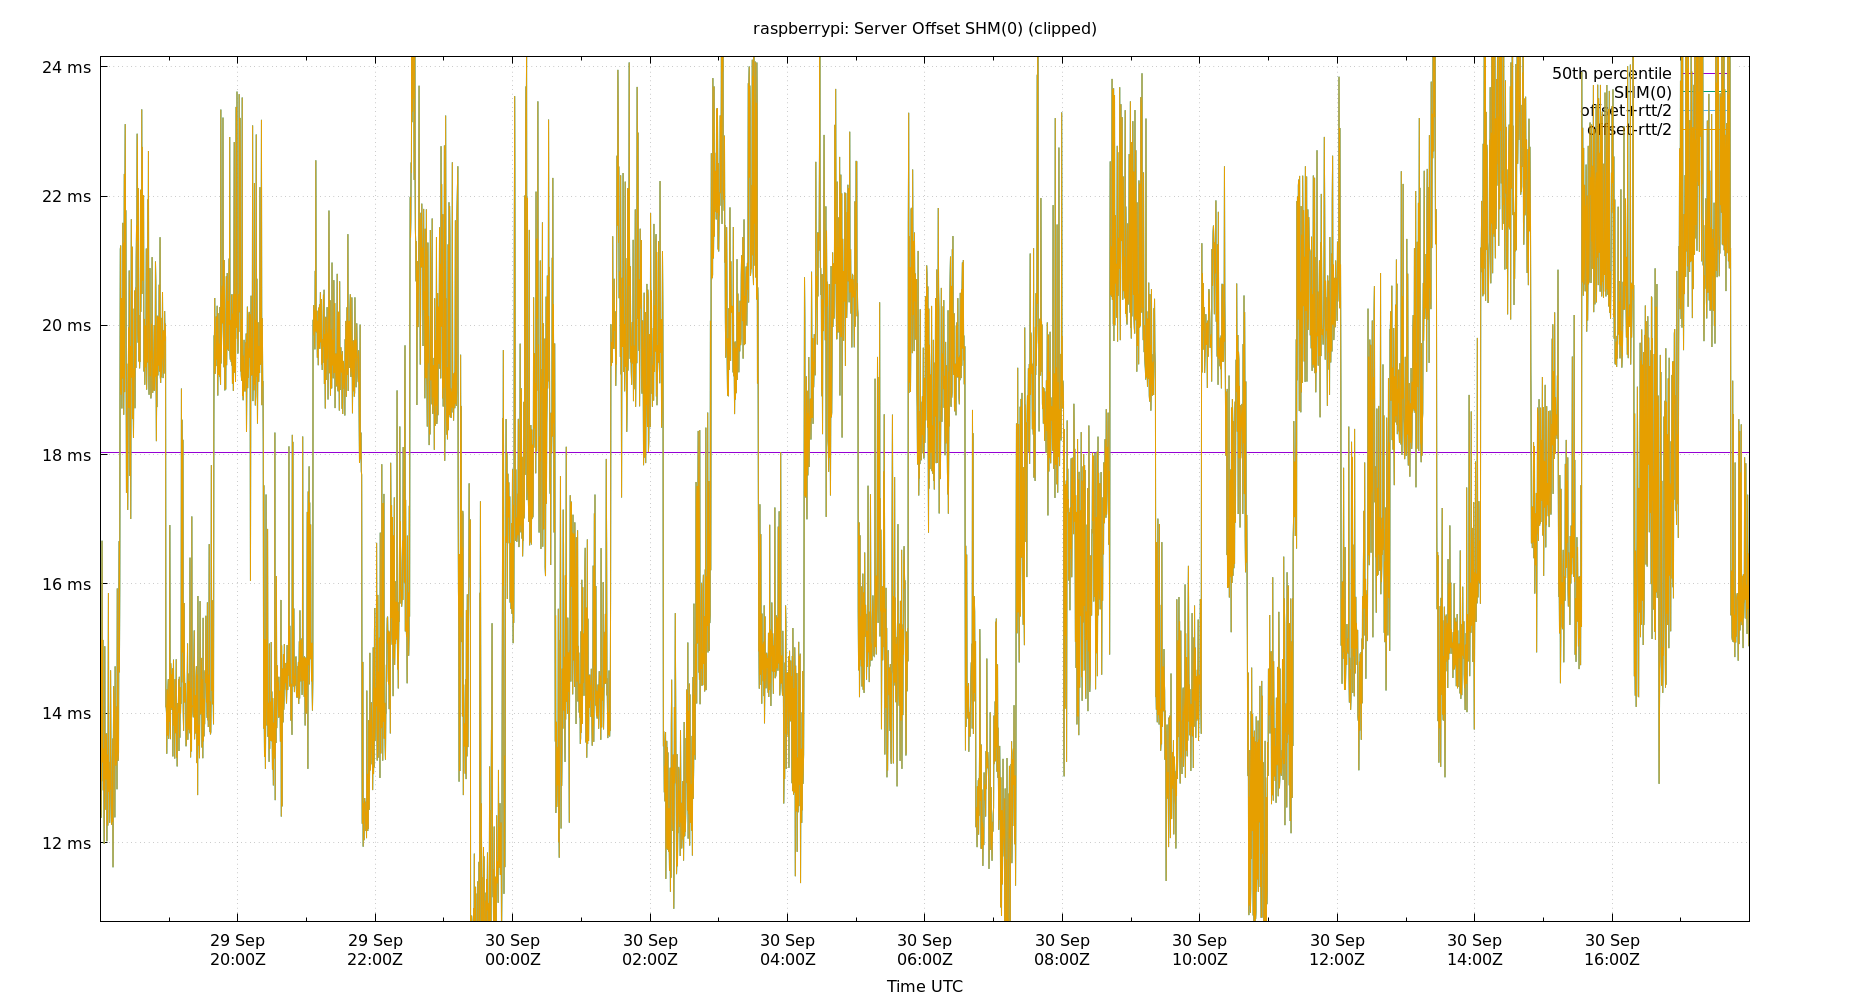 raspberrypi: Server Offset SHM(0) (clipped)
24 ms
22 ms
20 ms
18 ms
16 ms
14 ms
12 ms
50th percentile
SHM(0)
offset+rtt/2
offset-rtt/2
29 Sep 29 Sep 30 Sep 30 Sep 30 Sep 30 Sep 30 Sep 30 Sep 30 Sep 30 Sep 30 Sep
20:00Z 22:00Z 00:00Z 02:00Z 04:00Z 06:00Z 08:00Z 10:00Z 12:00Z 14:00Z 16:00Z
Time UTC